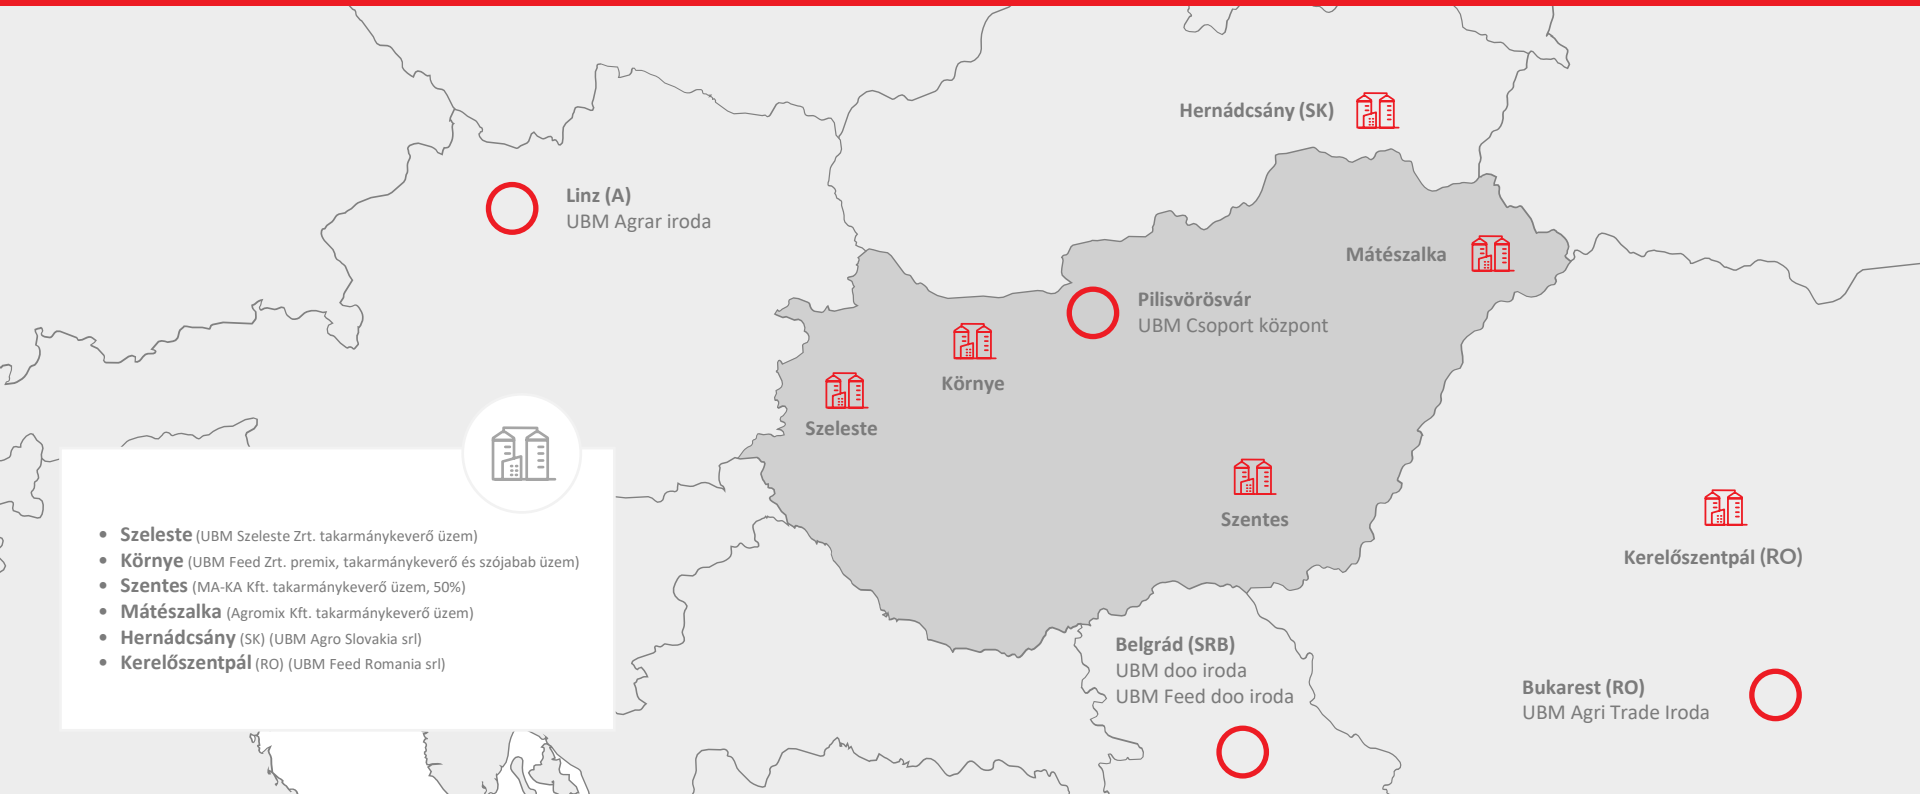 Hernádcsány (SK)
Linz (A)
UBM Agrar iroda
Mátészalka
Pilisvörösvár
UBM Csoport központ
Környe
Szeleste
Szentes
Kerelőszentpál (RO)
• Szeleste (UBM Szeleste Zrt. takarmánykeverő üzem)
• Környe (UBM Feed Zrt. premix, takarmánykeverő és szójabab üzem)
• Szentes (MA-KA Kft. takarmánykeverő üzem, 50%)
• Mátészalka (Agromix Kft. takarmánykeverő üzem)
• Hernádcsány (SK) (UBM Agro Slovakia srl)
• Kerelőszentpál (RO) (UBM Feed Romania srl)
Belgrád (SRB)
UBM doo iroda
UBM Feed doo iroda
Bukarest (RO)
UBM Agri Trade Iroda